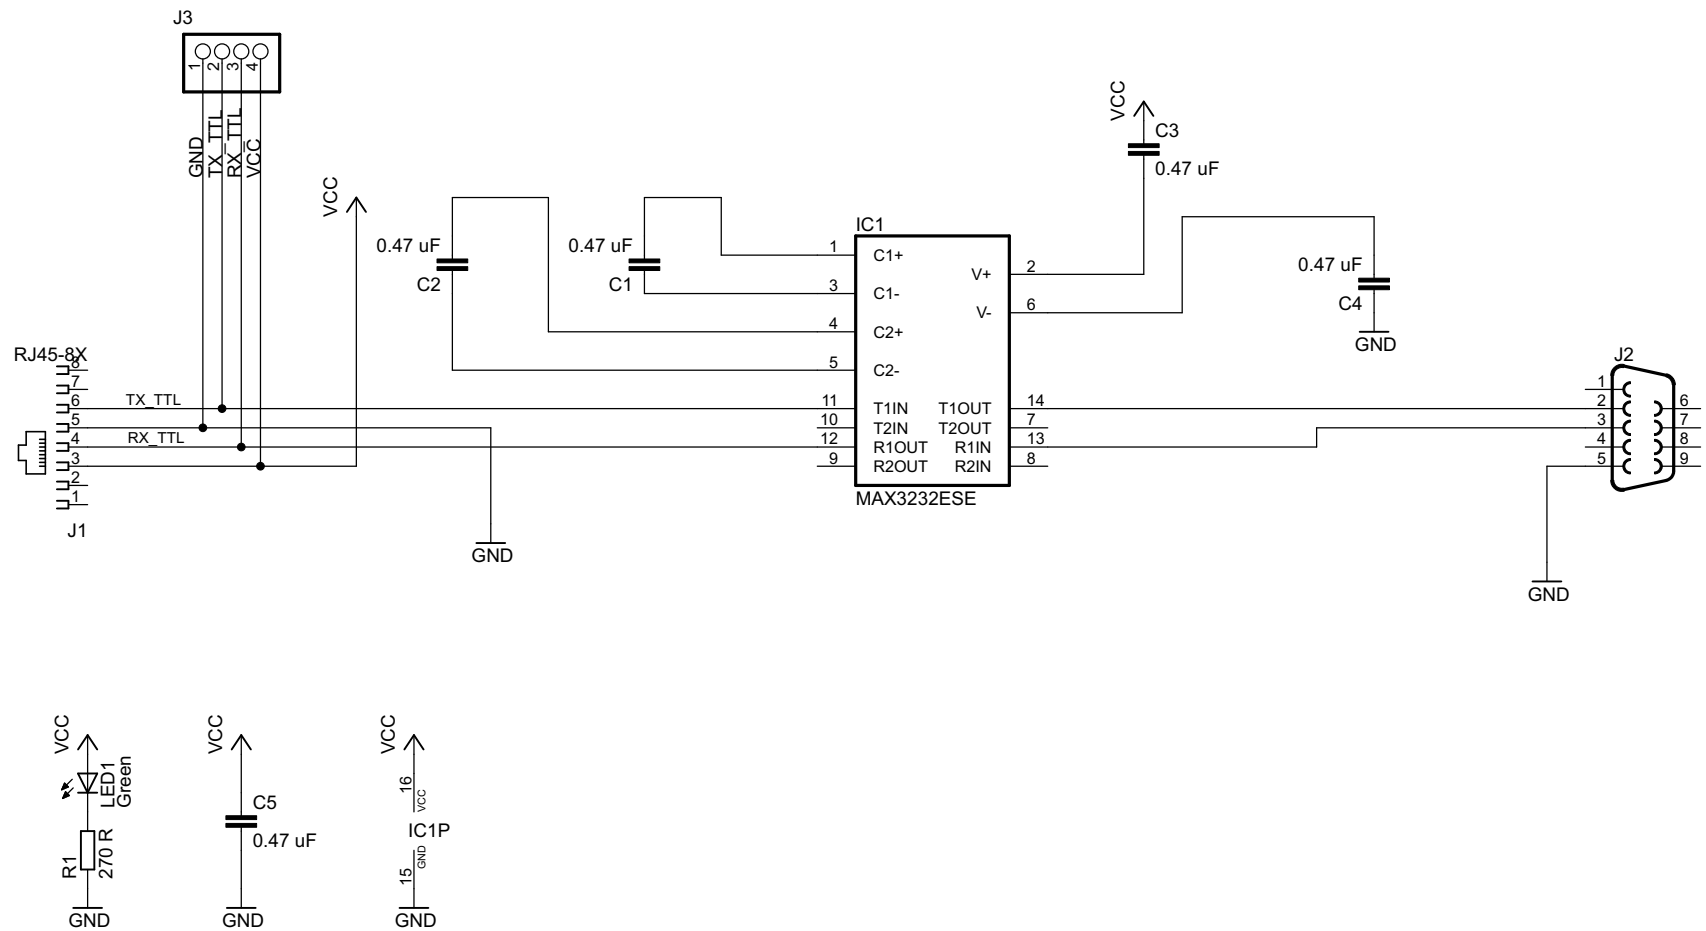 J3
1 2 3 4
GND
TX_TTL
RX_TTL
VCC
VCC
VCC
C3
0.47 uF
0.47 uF
C2
0.47 uF
C1
IC1
1 C1+
3 C1-
4 C2+
5 C2-
11 T1IN
10 T2IN
12 R1OUT
9 R2OUT
V+ 2
V- 6
T1OUT 14
T2OUT 7
R1IN 13
R2IN 8
MAX3232ESE
0.47 uF
C4
GND
RJ45-8X
8
7
6 TX_TTL
5
4 RX_TTL
3
2
1
J1
GND
J2
1
2
3
4
5
6
7
8
9
GND
VCC
LED1
Green
R1
270 R
GND
VCC
C5
0.47 uF
GND
VCC
16 VCC
IC1P
15 GND
GND